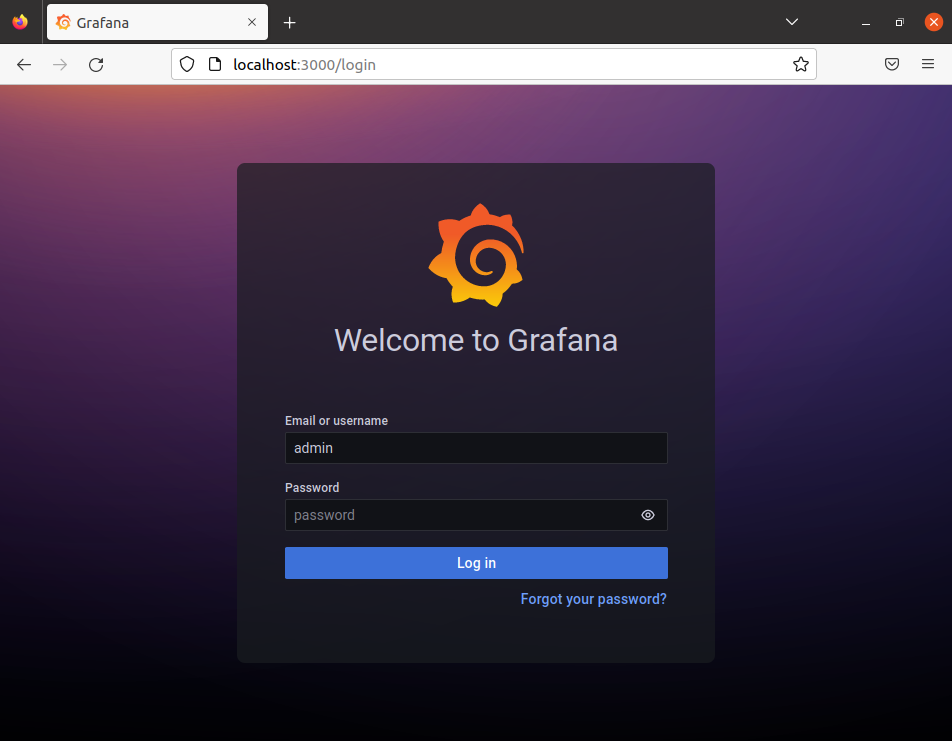 Grafana
localhost:3000/login
Welcome to Grafana
Email or username
admin
Password
password
Log in
Forgot your password?